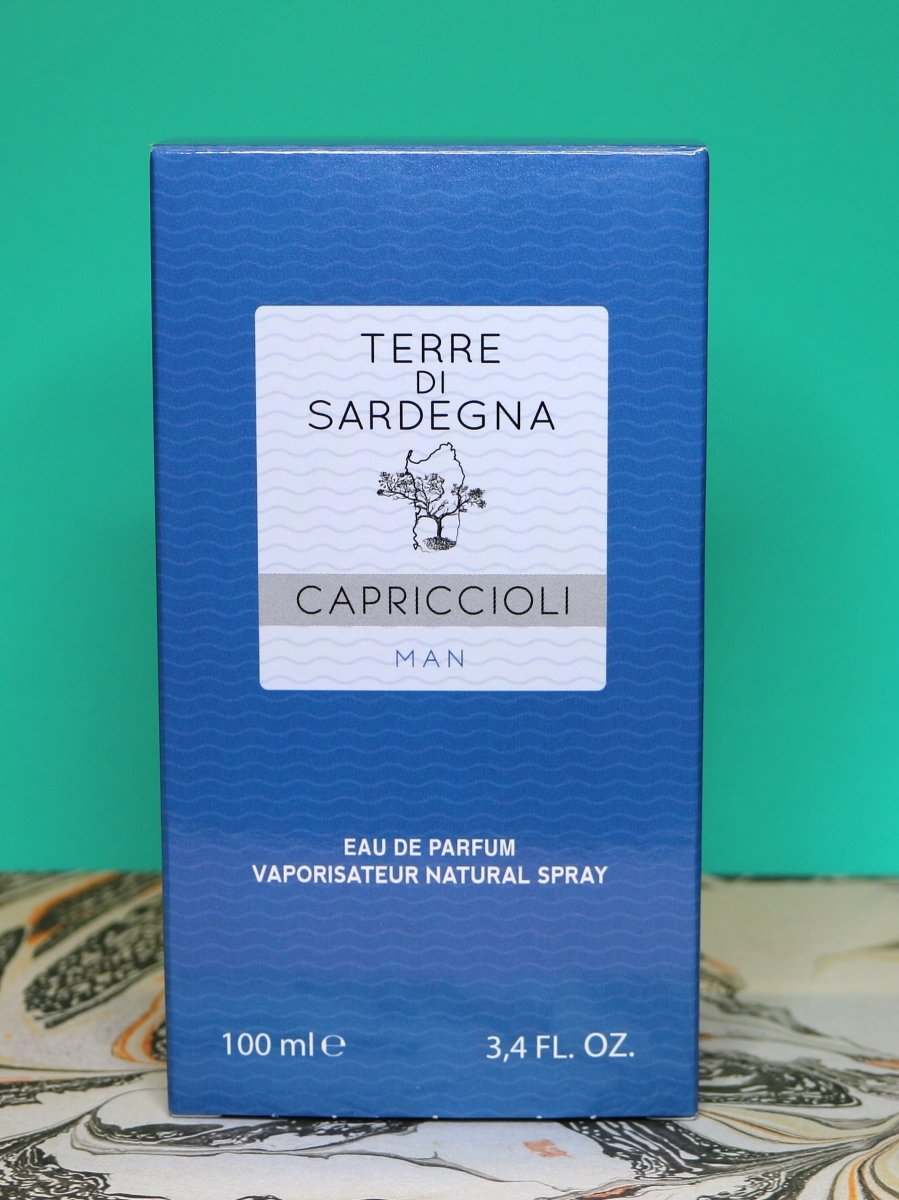 TERRE
DI
SARDEGNA
CAPRICCIOLI
MAN
EAU DE PARFUM
VAPORISATEUR NATURAL SPRAY
100 ml ℮
3,4 FL. OZ.